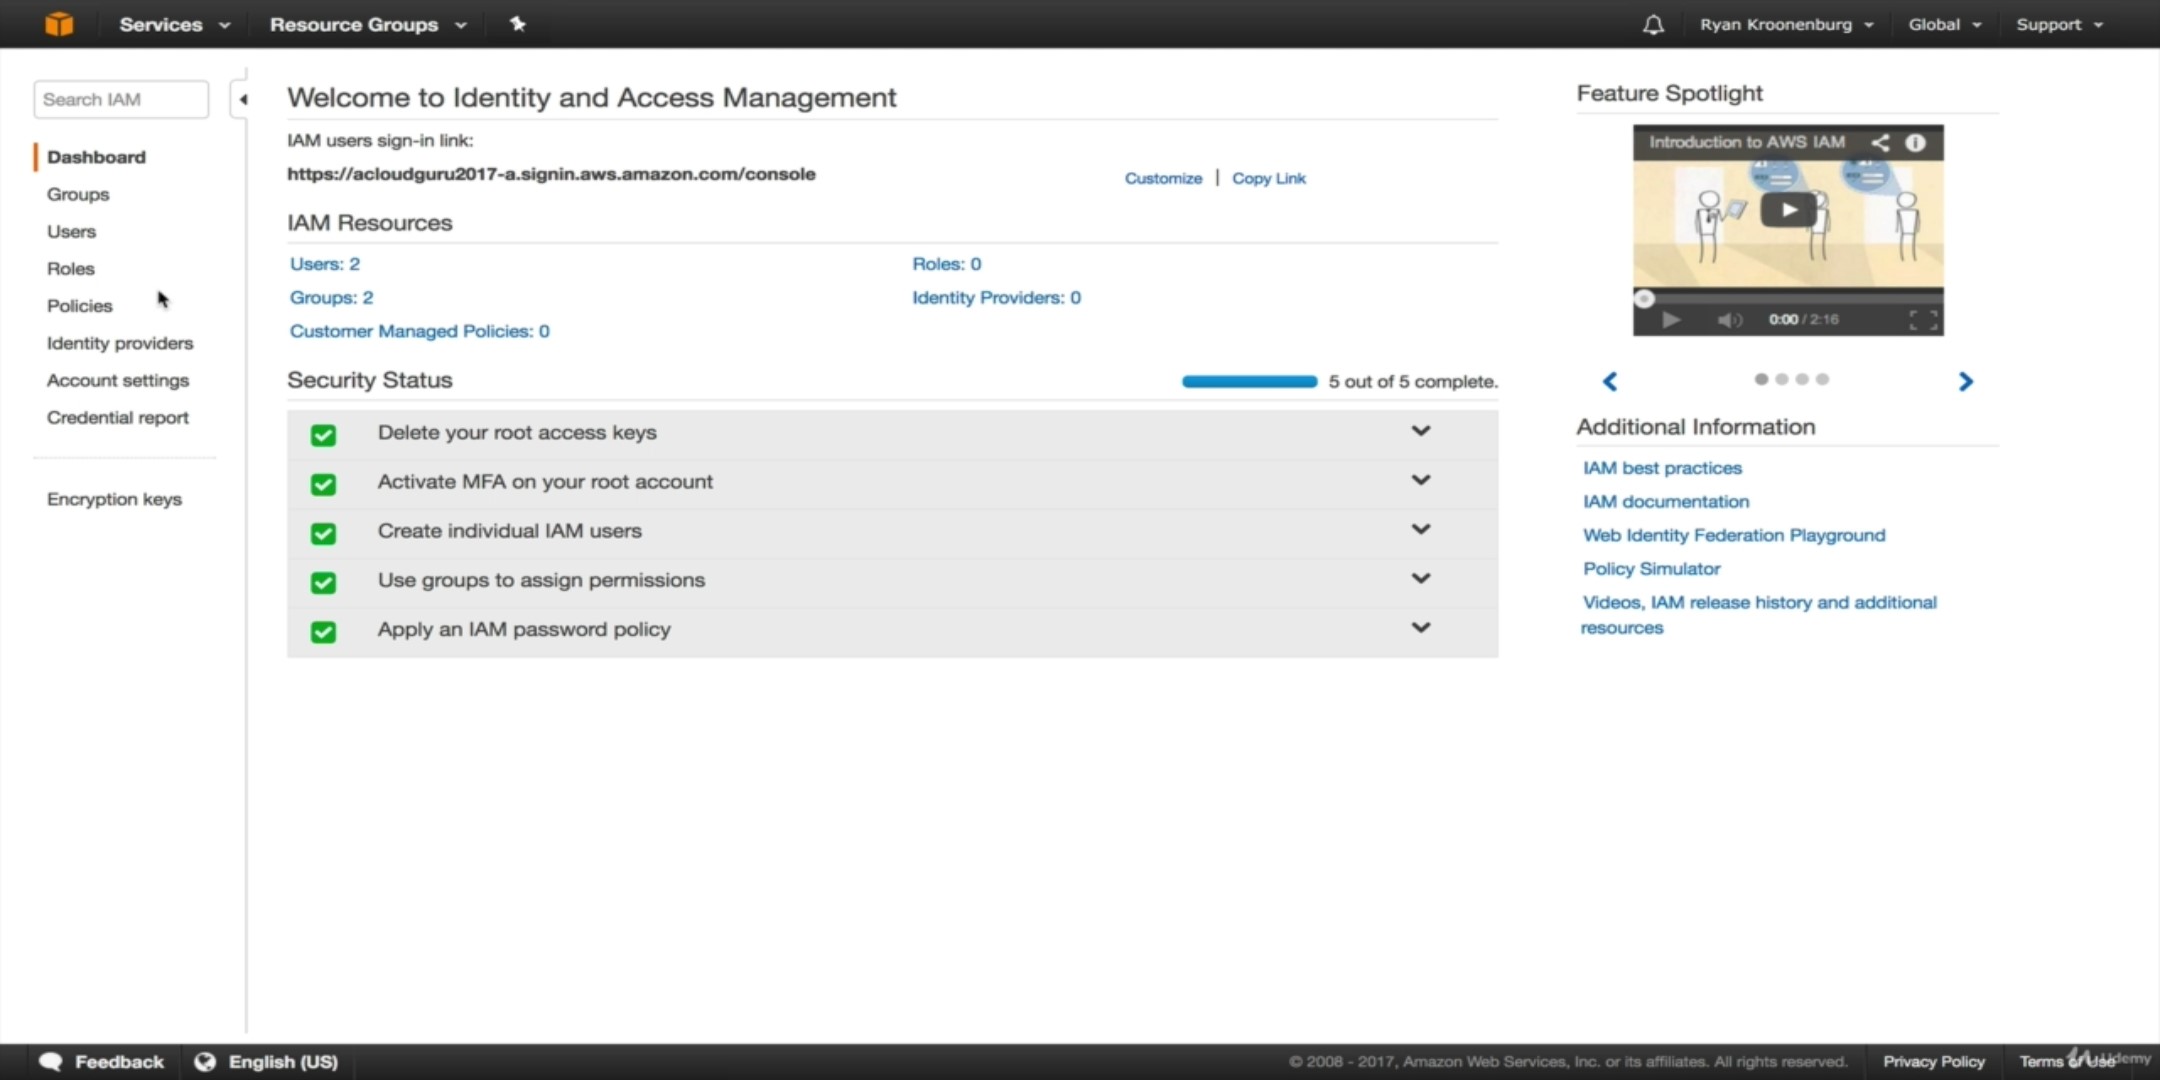 Services
Resource Groups
Ryan Kroonenburg
Global
Support
Search IAM
Dashboard
Groups
Users
Roles
Policies
Identity providers
Account settings
Credential report
Encryption keys
Welcome to Identity and Access Management
IAM users sign-in link:
https://acloudguru2017-a.signin.aws.amazon.com/console
Customize | Copy Link
IAM Resources
Users: 2
Roles: 0
Groups: 2
Identity Providers: 0
Customer Managed Policies: 0
Security Status
5 out of 5 complete.
Delete your root access keys
Activate MFA on your root account
Create individual IAM users
Use groups to assign permissions
Apply an IAM password policy
Feature Spotlight
Introduction to AWS IAM
0:00 / 2:16
Additional Information
IAM best practices
IAM documentation
Web Identity Federation Playground
Policy Simulator
Videos, IAM release history and additional
resources
Feedback
English (US)
© 2008 - 2017, Amazon Web Services, Inc. or its affiliates. All rights reserved.
Privacy Policy
Terms of Use
Udemy